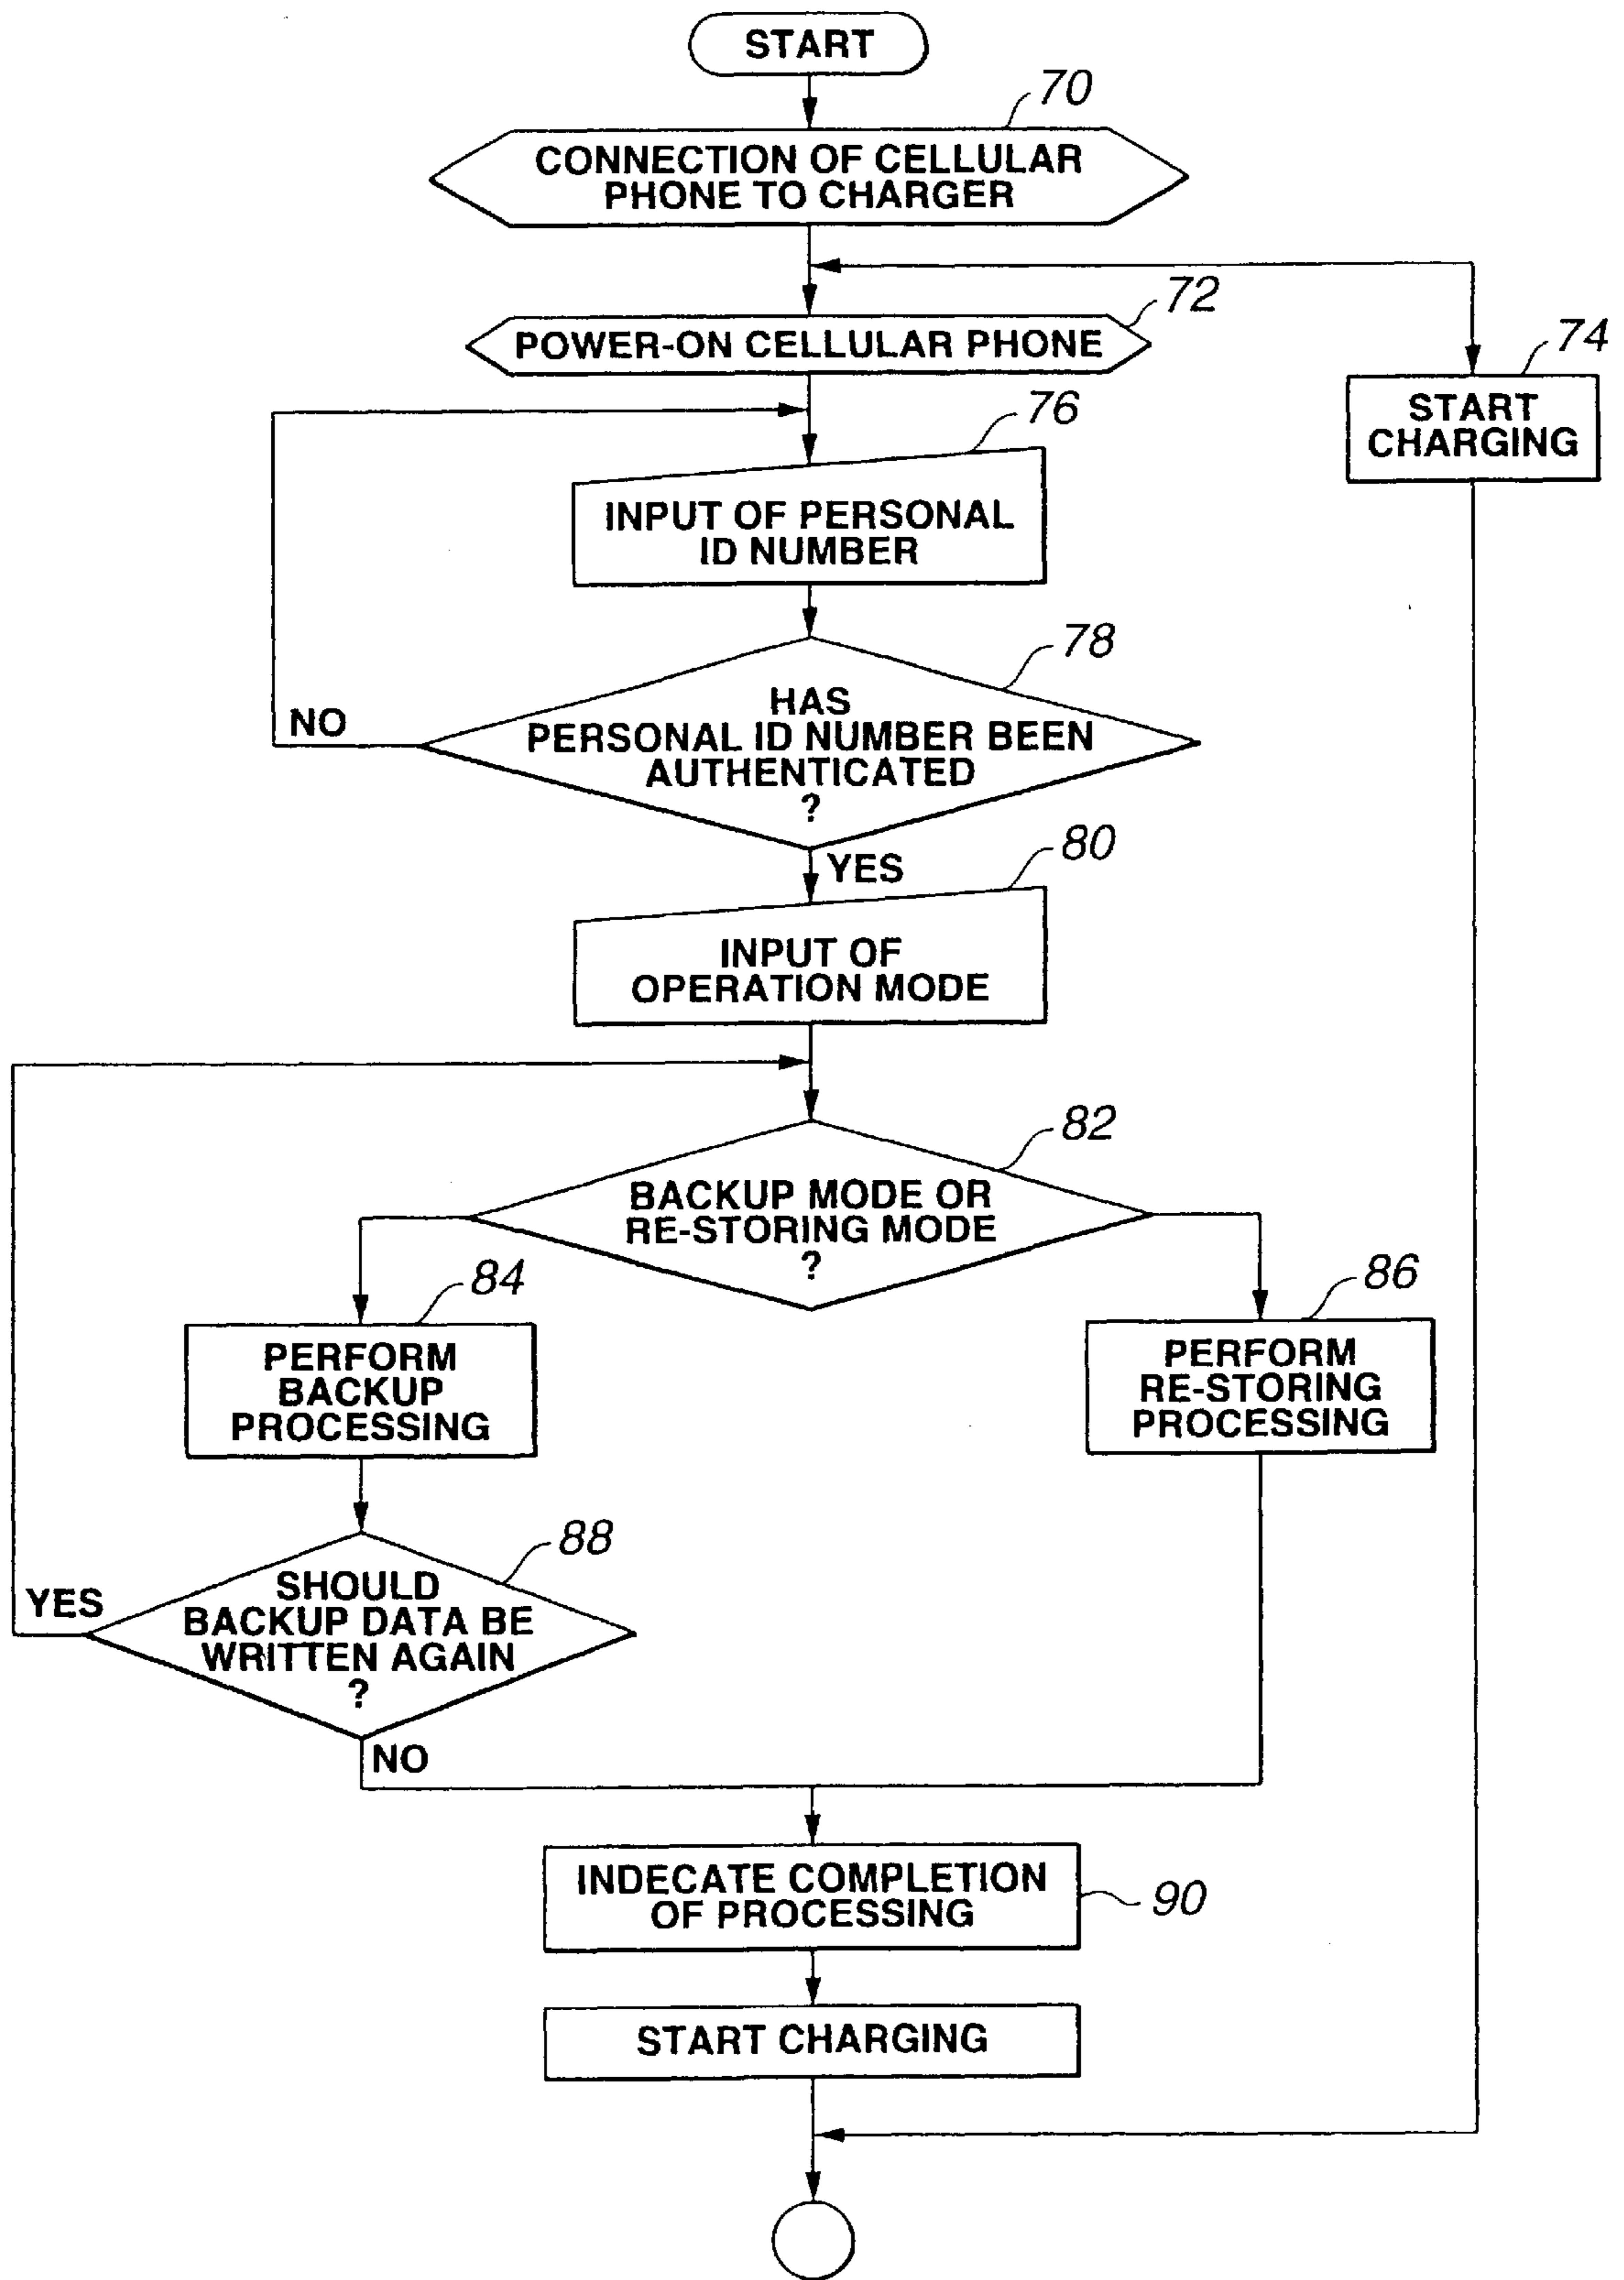 START
70
CONNECTION OF CELLULAR
PHONE TO CHARGER
72
POWER-ON CELLULAR PHONE
74
START
CHARGING
76
INPUT OF PERSONAL
ID NUMBER
78
HAS
PERSONAL ID NUMBER BEEN
AUTHENTICATED
?
NO
YES
80
INPUT OF
OPERATION MODE
82
BACKUP MODE OR
RE-STORING MODE
?
84
PERFORM
BACKUP
PROCESSING
86
PERFORM
RE-STORING
PROCESSING
88
SHOULD
BACKUP DATA BE
WRITTEN AGAIN
?
YES
NO
INDECATE COMPLETION
OF PROCESSING
90
START CHARGING